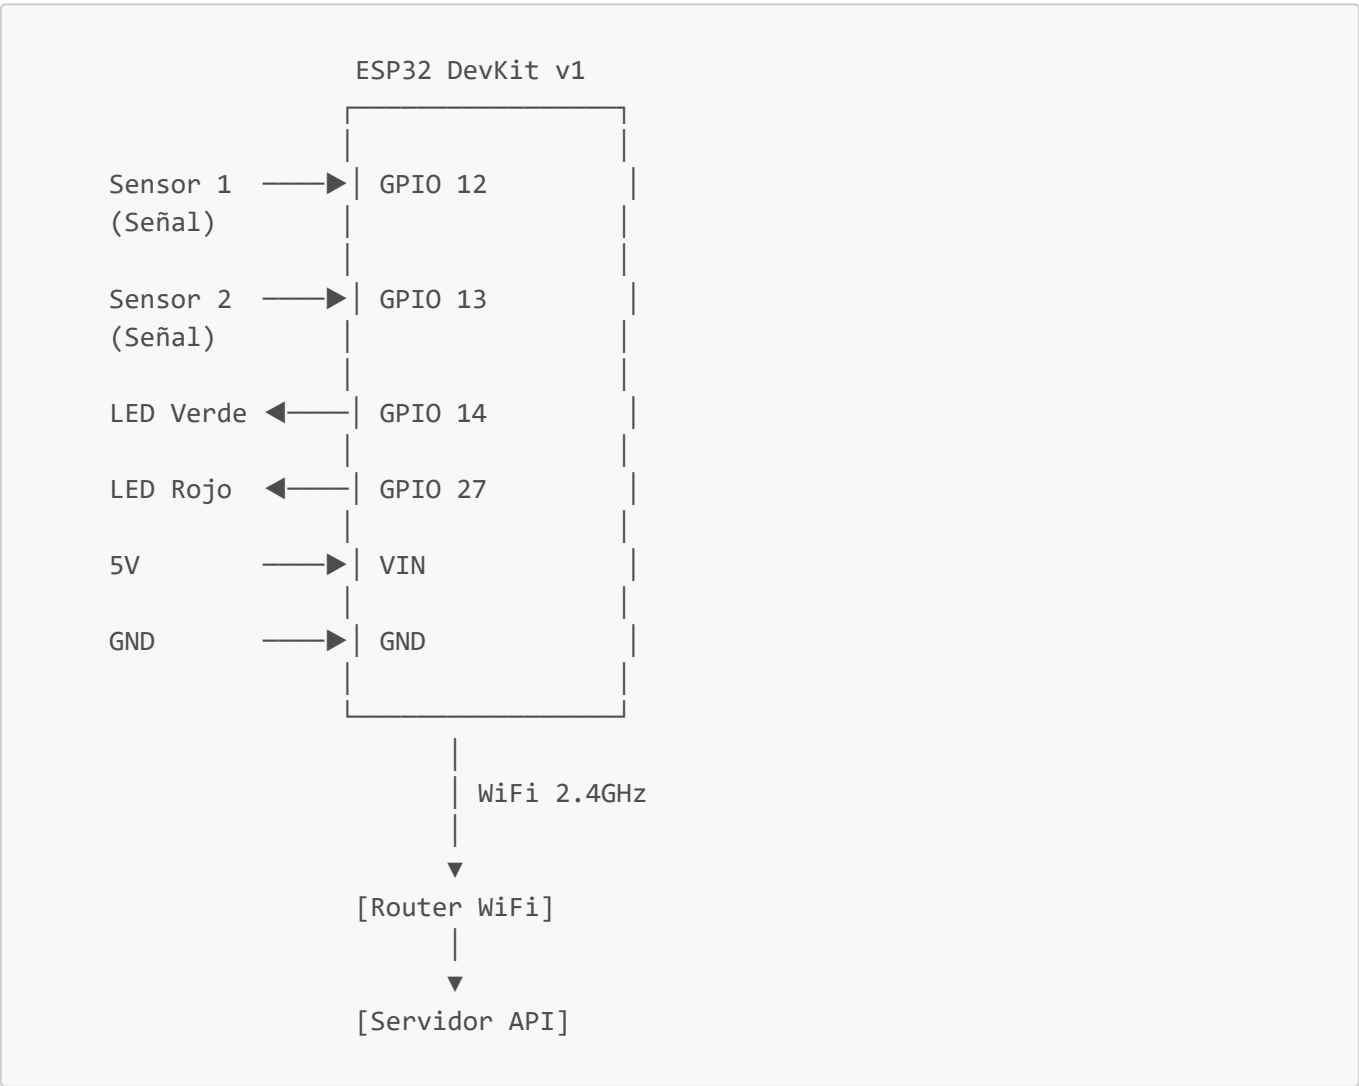 ESP32 DevKit v1
Sensor 1 GPIO 12
(Señal)
Sensor 2 GPIO 13
(Señal)
LED Verde GPIO 14
LED Rojo GPIO 27
5V VIN
GND GND
WiFi 2.4GHz
[Router WiFi]
[Servidor API]